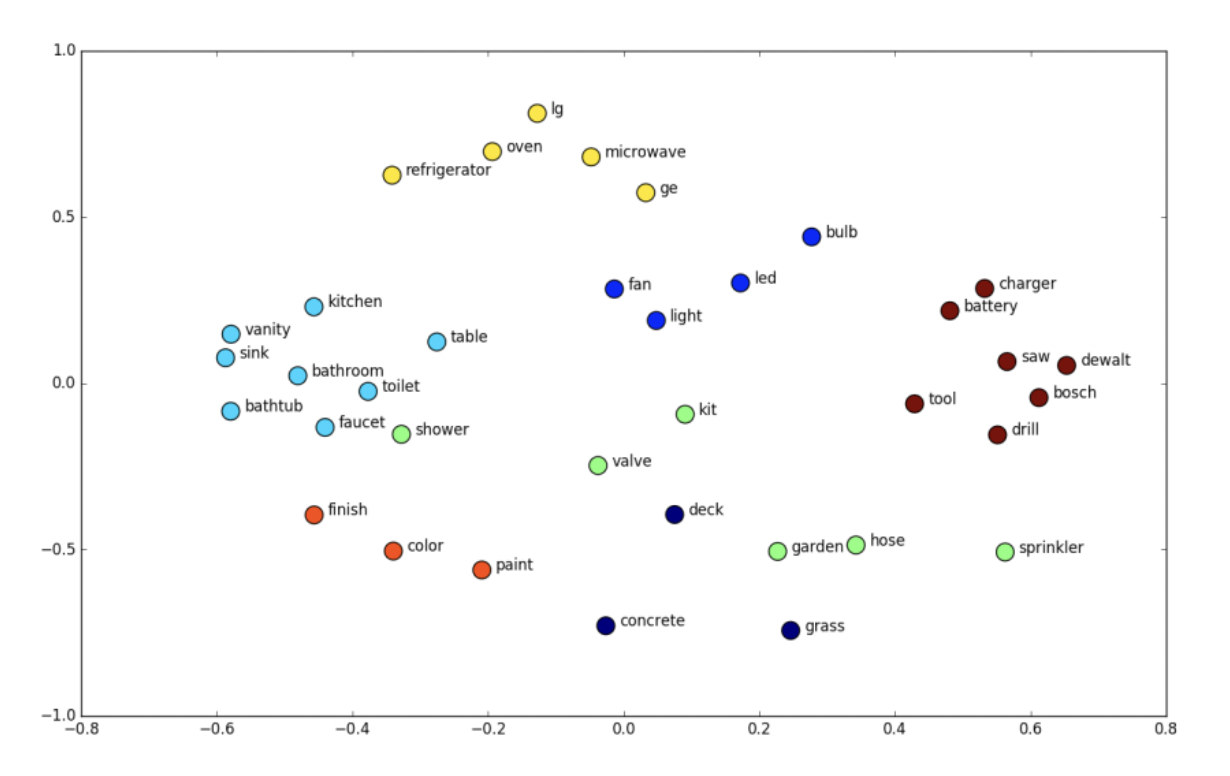 1.0
lg
oven
microwave
refrigerator
ge
0.5
bulb
fan
led
charger
kitchen
battery
light
vanity
table
sink
saw
dewalt
bathroom
toilet
0.0
bosch
bathtub
tool
kit
faucet
shower
drill
valve
finish
deck
color
garden
hose
sprinkler
−0.5
paint
concrete
grass
−1.0
−0.8 −0.6 −0.4 −0.2 0.0 0.2 0.4 0.6 0.8